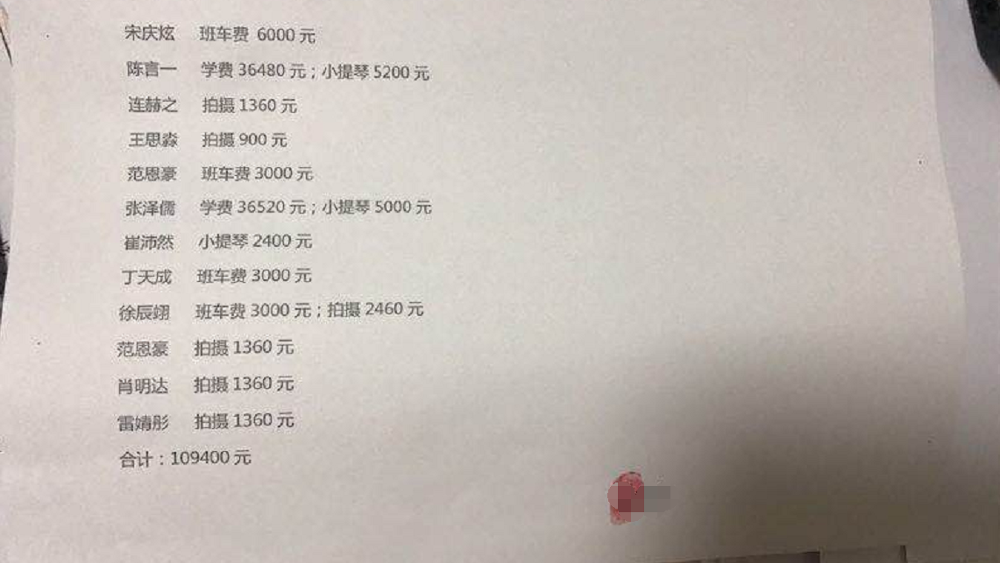 宋庆炫 班车费 6000 元
陈言一 学费 36480 元；小提琴 5200 元
连赫之 拍摄 1360 元
王思淼 拍摄 900 元
范恩豪 班车费 3000 元
张泽儒 学费 36520 元；小提琴 5000 元
崔沛然 小提琴 2400 元
丁天成 班车费 3000 元
徐辰翊 班车费 3000 元；拍摄 2460 元
范恩豪 拍摄 1360 元
肖明达 拍摄 1360 元
雷婧彤 拍摄 1360 元
合计：109400 元